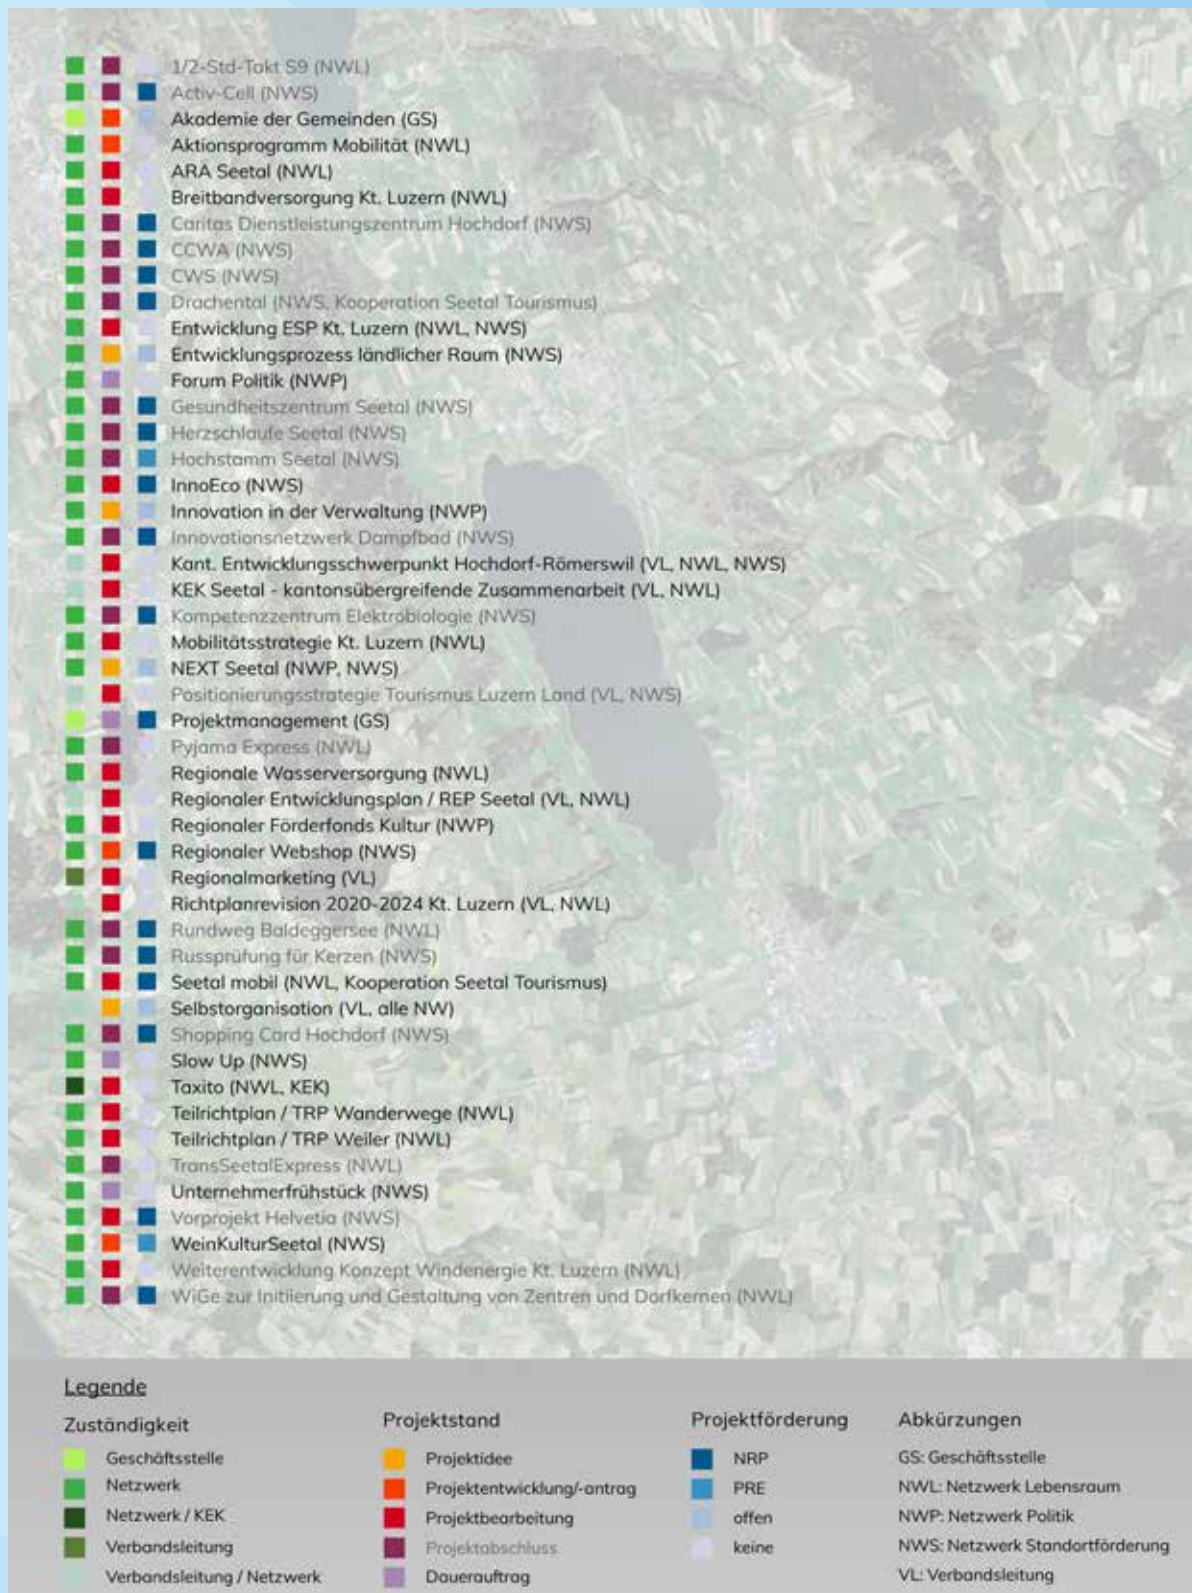 1/2-Std-Takt S9 (NWL)
Activ-Cell (NWS)
Akademie der Gemeinden (GS)
Aktionsprogramm Mobilität (NWL)
ARA Seetal (NWL)
Breitbandversorgung Kt. Luzern (NWL)
Caritas Dienstleistungszentrum Hochdorf (NWS)
CCWA (NWS)
CWS (NWS)
Drachental (NWS, Kooperation Seetal Tourismus)
Entwicklung ESP Kt. Luzern (NWL, NWS)
Entwicklungsprozess ländlicher Raum (NWS)
Forum Politik (NWP)
Gesundheitszentrum Seetal (NWS)
Herzschlaufe Seetal (NWS)
Hochstamm Seetal (NWS)
InnoEco (NWS)
Innovation in der Verwaltung (NWP)
Innovationsnetzwerk Dampfbad (NWS)
Kant. Entwicklungsschwerpunkt Hochdorf-Römerswil (VL, NWL, NWS)
KEK Seetal - kantonsübergreifende Zusammenarbeit (VL, NWL)
Kompetenzzentrum Elektrobiologie (NWS)
Mobilitätsstrategie Kt. Luzern (NWL)
NEXT Seetal (NWP, NWS)
Positionierungsstrategie Tourismus Luzern Land (VL, NWS)
Projektmanagement (GS)
Pyjama Express (NWL)
Regionale Wasserversorgung (NWL)
Regionaler Entwicklungsplan / REP Seetal (VL, NWL)
Regionaler Förderfonds Kultur (NWP)
Regionaler Webshop (NWS)
Regionalmarketing (VL)
Richtplanrevision 2020-2024 Kt. Luzern (VL, NWL)
Rundweg Baldeggersee (NWL)
Russprüfung für Kerzen (NWS)
Seetal mobil (NWL, Kooperation Seetal Tourismus)
Selbstorganisation (VL, alle NW)
Shopping Card Hochdorf (NWS)
Slow Up (NWS)
Taxito (NWL, KEK)
Teilrichtplan / TRP Wanderwege (NWL)
Teilrichtplan / TRP Weiler (NWL)
TransSeetalExpress (NWL)
Unternehmerfrühstück (NWS)
Vorprojekt Helvetia (NWS)
WeinKulturSeetal (NWS)
Weiterentwicklung Konzept Windenergie Kt. Luzern (NWL)
WiGe zur Initiierung und Gestaltung von Zentren und Dorfkernen (NWL)
Legende
Zuständigkeit
Geschäftsstelle
Netzwerk
Netzwerk / KEK
Verbandsleitung
Verbandsleitung / Netzwerk
Projektstand
Projektidee
Projektentwicklung/-antrag
Projektbearbeitung
Projektabschluss
Dauerauftrag
Projektförderung
NRP
PRE
offen
keine
Abkürzungen
GS: Geschäftsstelle
NWL: Netzwerk Lebensraum
NWP: Netzwerk Politik
NWS: Netzwerk Standortförderung
VL: Verbandsleitung